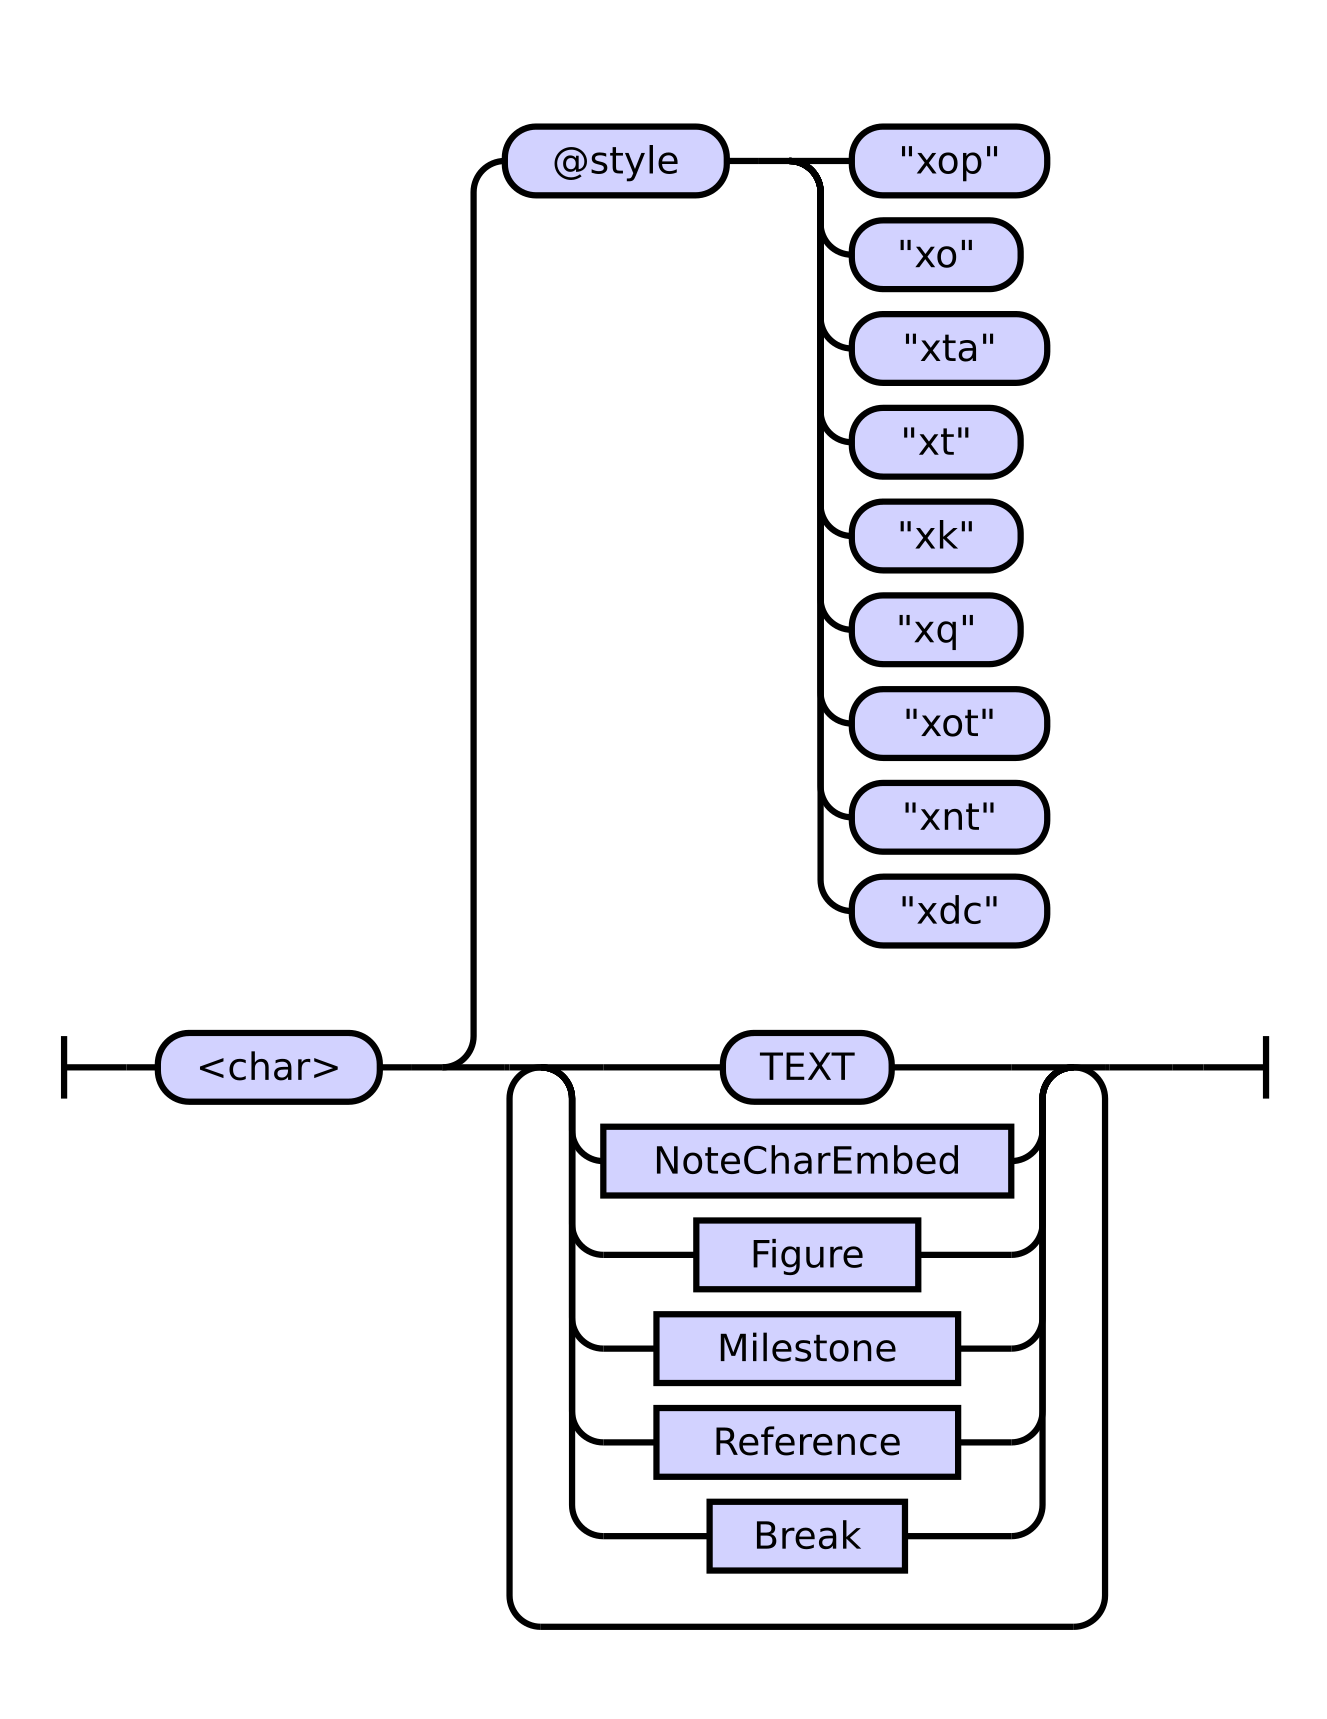 @style
"xop"
"xo"
"xta"
"xt"
"xk"
"xq"
"xot"
"xnt"
"xdc"
<char>
TEXT
NoteCharEmbed
Figure
Milestone
Reference
Break